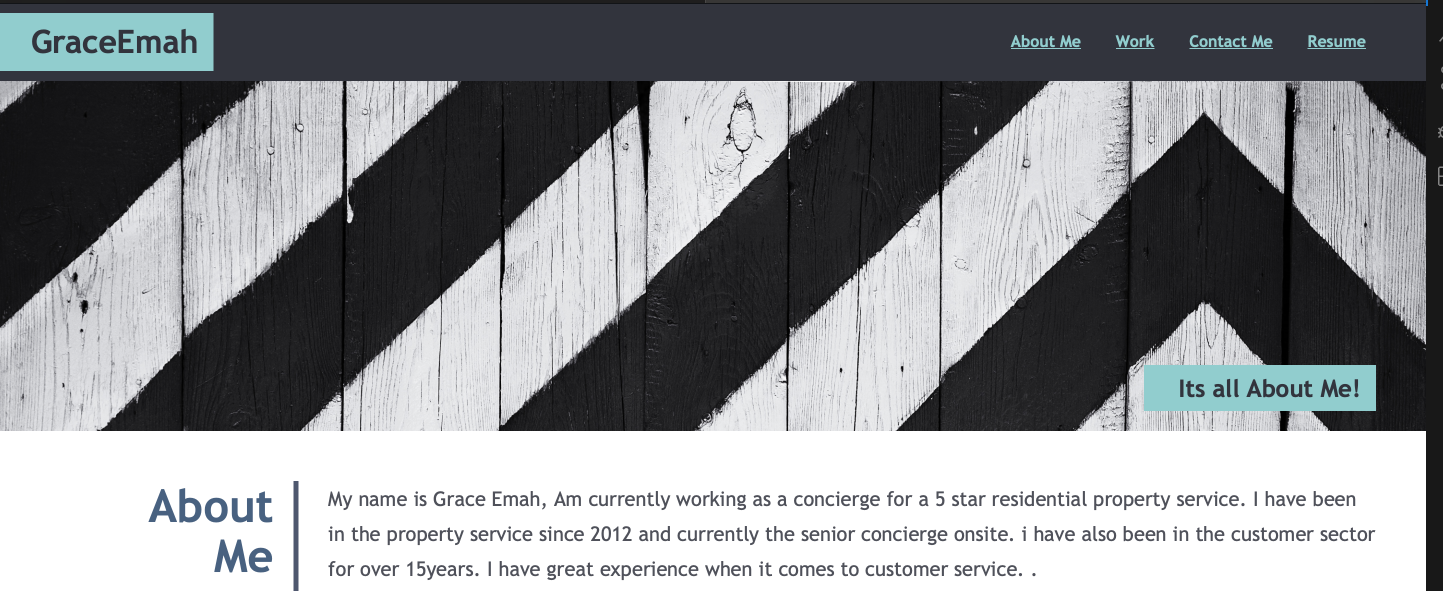 GraceEmah
About Me Work Contact Me Resume
Its all About Me!
About
Me
My name is Grace Emah, Am currently working as a concierge for a 5 star residential property service. I have been
in the property service since 2012 and currently the senior concierge onsite. i have also been in the customer sector
for over 15years. I have great experience when it comes to customer service. .